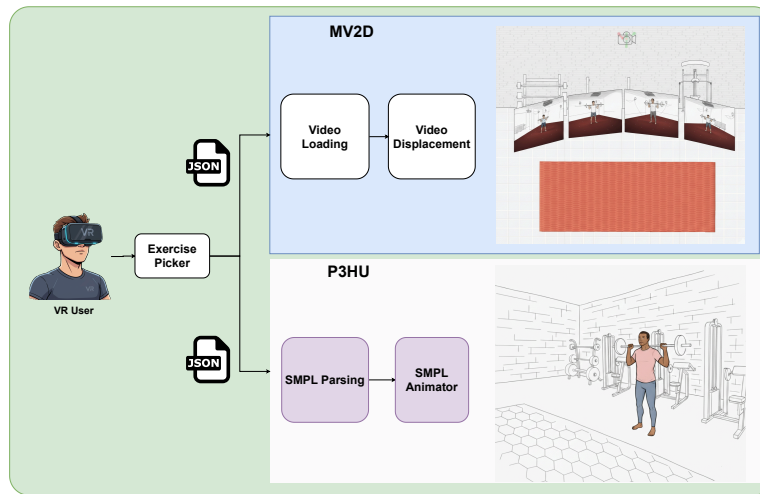 MV2D
Video
Loading
Video
Displacement
JSON
VR
Exercise
Picker
VR User
P3HU
JSON
SMPL Parsing
SMPL
Animator